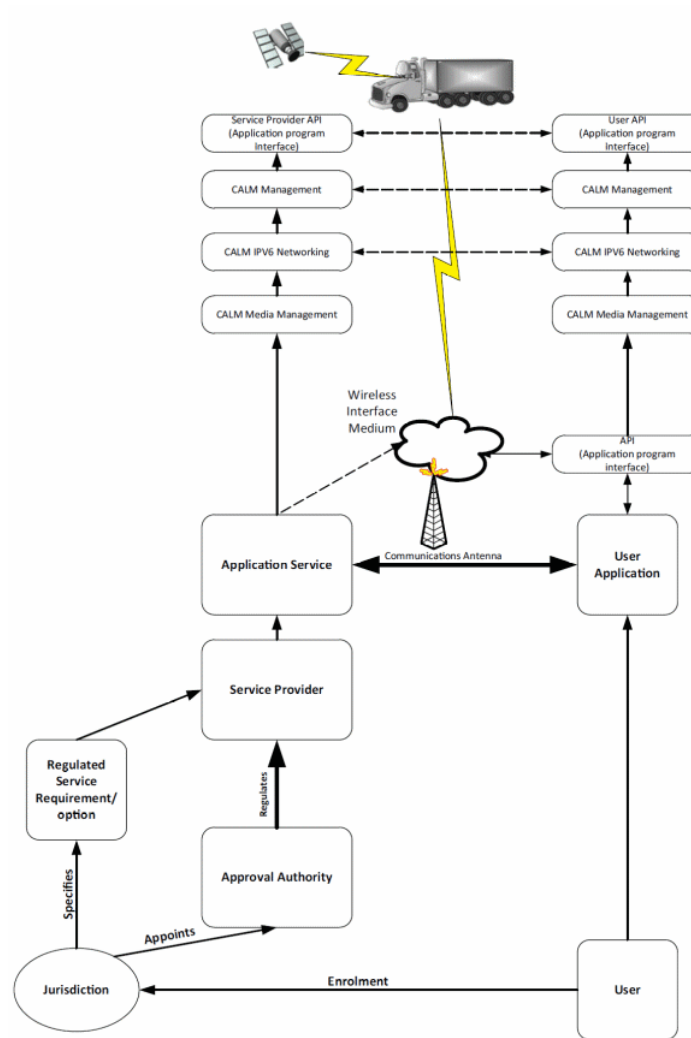 Service Provider API
(Application program
interface)
User API
(Application program
interface)
CALM Management
CALM Management
CALM IPV6 Networking
CALM IPV6 Networking
CALM Media Management
CALM Media Management
Wireless
Interface
Medium
API
(Application program
interface)
Communications Antenna
Application Service
User
Application
Service Provider
Regulated
Service
Requirement/
option
Regulates
Approval Authority
Specifies
Appoints
Jurisdiction
Enrolment
User